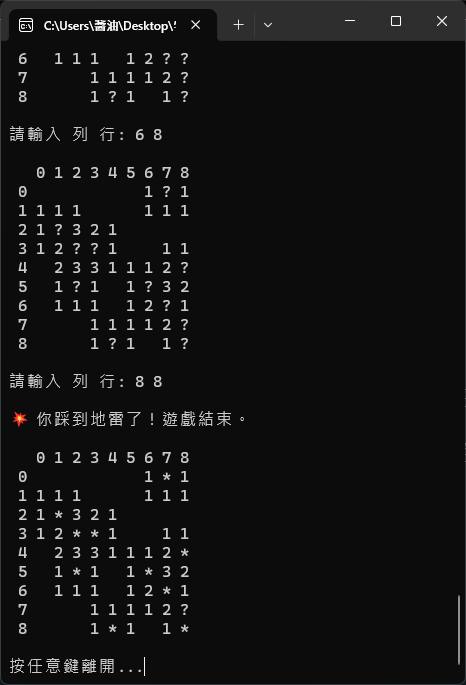 C:\Users\醬油\Desktop\
6   1 1 1   1 2 ? ?
7       1 1 1 1 2 ?
8       1 ? 1   1 ?
請輸入 列 行: 6 8
  0 1 2 3 4 5 6 7 8
0             1 ? 1
1 1 1 1       1 1 1
2 1 ? 3 2 1
3 1 2 ? ? 1     1 1
4   2 3 3 1 1 1 2 ?
5   1 ? 1   1 ? 3 2
6   1 1 1   1 2 ? 1
7       1 1 1 1 2 ?
8       1 ? 1   1 ?
請輸入 列 行: 8 8
💥 你踩到地雷了！遊戲結束。
  0 1 2 3 4 5 6 7 8
0             1 * 1
1 1 1 1       1 1 1
2 1 * 3 2 1
3 1 2 * * 1     1 1
4   2 3 3 1 1 1 2 *
5   1 * 1   1 * 3 2
6   1 1 1   1 2 * 1
7       1 1 1 1 2 ?
8       1 * 1   1 *
按任意鍵離開...